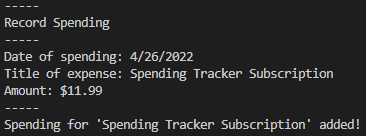 -----
Record Spending
-----
Date of spending: 4/26/2022
Title of expense: Spending Tracker Subscription
Amount: $11.99
-----
Spending for 'Spending Tracker Subscription' added!